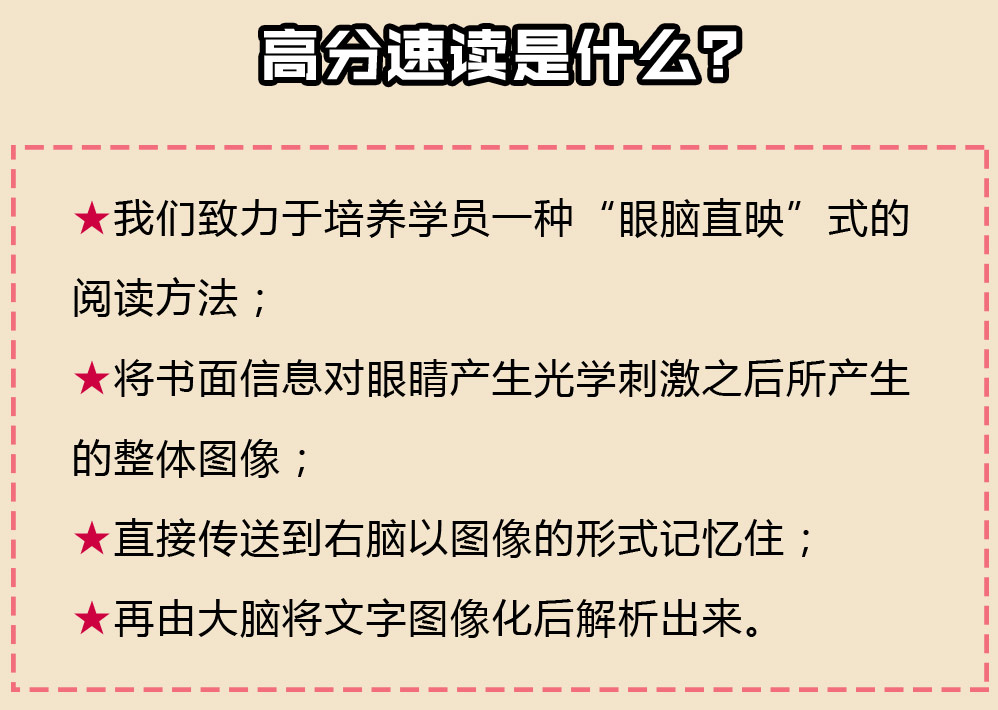 高分速读是什么?
★我们致力于培养学员一种“眼脑直映”式的
阅读方法；
★将书面信息对眼睛产生光学刺激之后所产生
的整体图像；
★直接传送到右脑以图像的形式记忆住；
★再由大脑将文字图像化后解析出来。